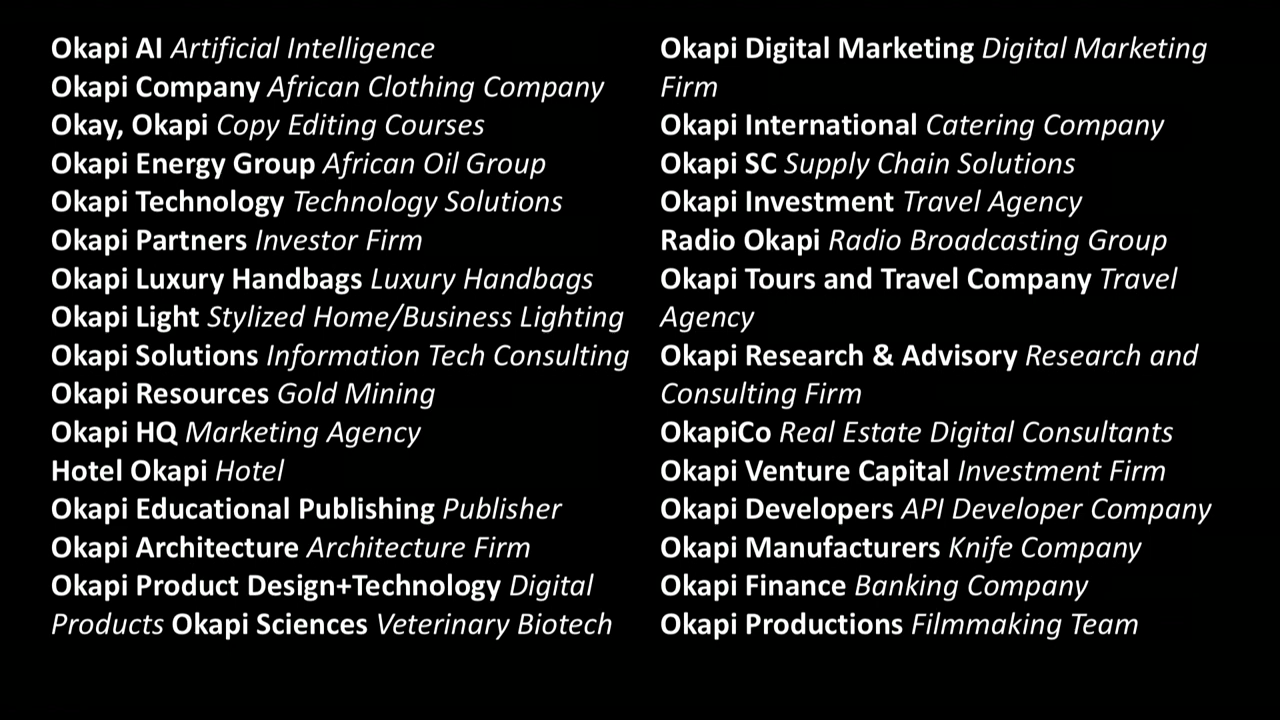 Okapi AI Artificial Intelligence
Okapi Company African Clothing Company
Okay, Okapi Copy Editing Courses
Okapi Energy Group African Oil Group
Okapi Technology Technology Solutions
Okapi Partners Investor Firm
Okapi Luxury Handbags Luxury Handbags
Okapi Light Stylized Home/Business Lighting
Okapi Solutions Information Tech Consulting
Okapi Resources Gold Mining
Okapi HQ Marketing Agency
Hotel Okapi Hotel
Okapi Educational Publishing Publisher
Okapi Architecture Architecture Firm
Okapi Product Design+Technology Digital
Products Okapi Sciences Veterinary Biotech
Okapi Digital Marketing Digital Marketing
Firm
Okapi International Catering Company
Okapi SC Supply Chain Solutions
Okapi Investment Travel Agency
Radio Okapi Radio Broadcasting Group
Okapi Tours and Travel Company Travel
Agency
Okapi Research & Advisory Research and
Consulting Firm
OkapiCo Real Estate Digital Consultants
Okapi Venture Capital Investment Firm
Okapi Developers API Developer Company
Okapi Manufacturers Knife Company
Okapi Finance Banking Company
Okapi Productions Filmmaking Team